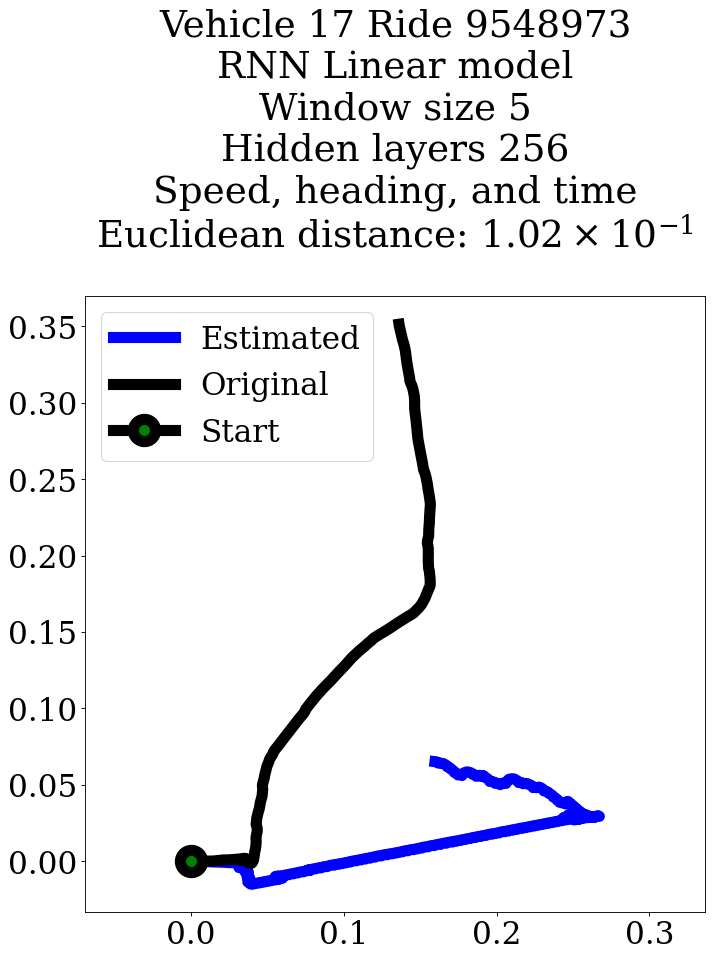 Vehicle 17 Ride 9548973
RNN Linear model
Window size 5
Hidden layers 256
Speed, heading, and time
Euclidean distance: 1.02 × 10⁻¹
Estimated
Original
Start
0.35
0.30
0.25
0.20
0.15
0.10
0.05
0.00
0.0 0.1 0.2 0.3